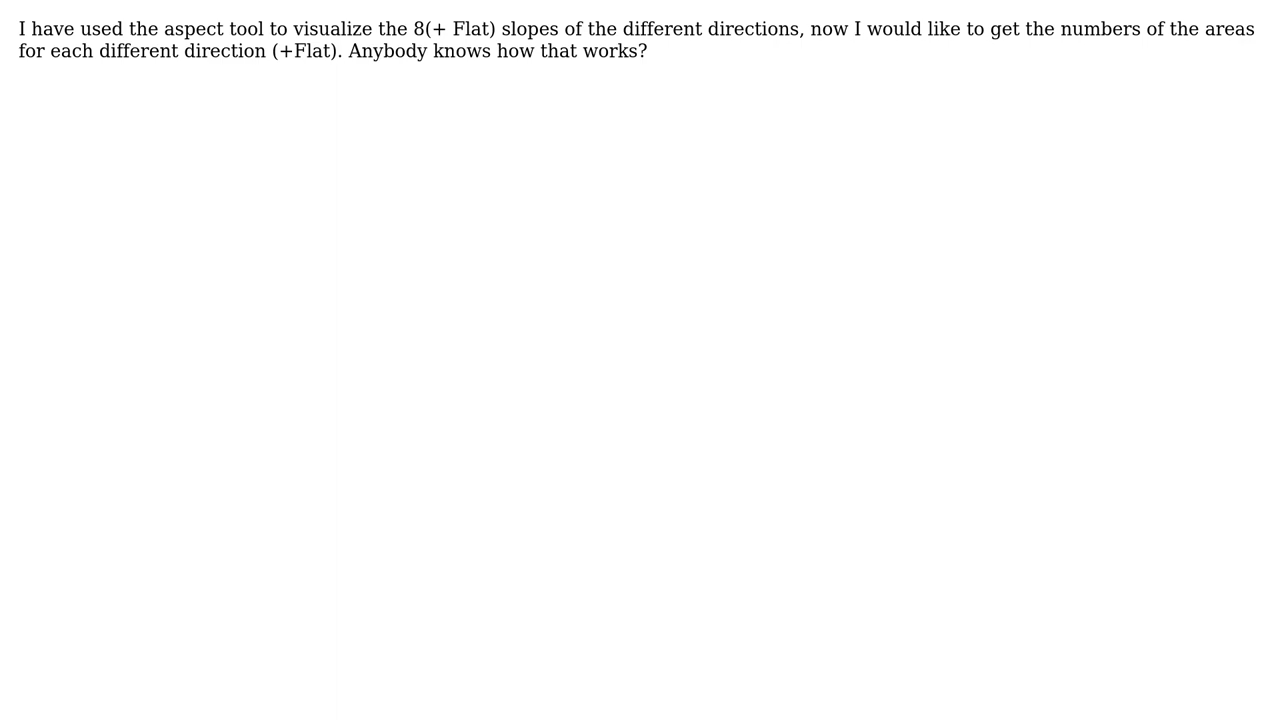 I have used the aspect tool to visualize the 8(+ Flat) slopes of the different directions, now I would like to get the numbers of the areas
for each different direction (+Flat). Anybody knows how that works?